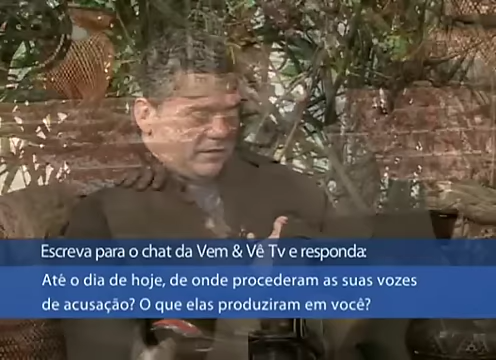 Escreva para o chat da Vem & Vê Tv e responda:
Até o dia de hoje, de onde procederam as suas vozes
de acusação? O que elas produziram em você?